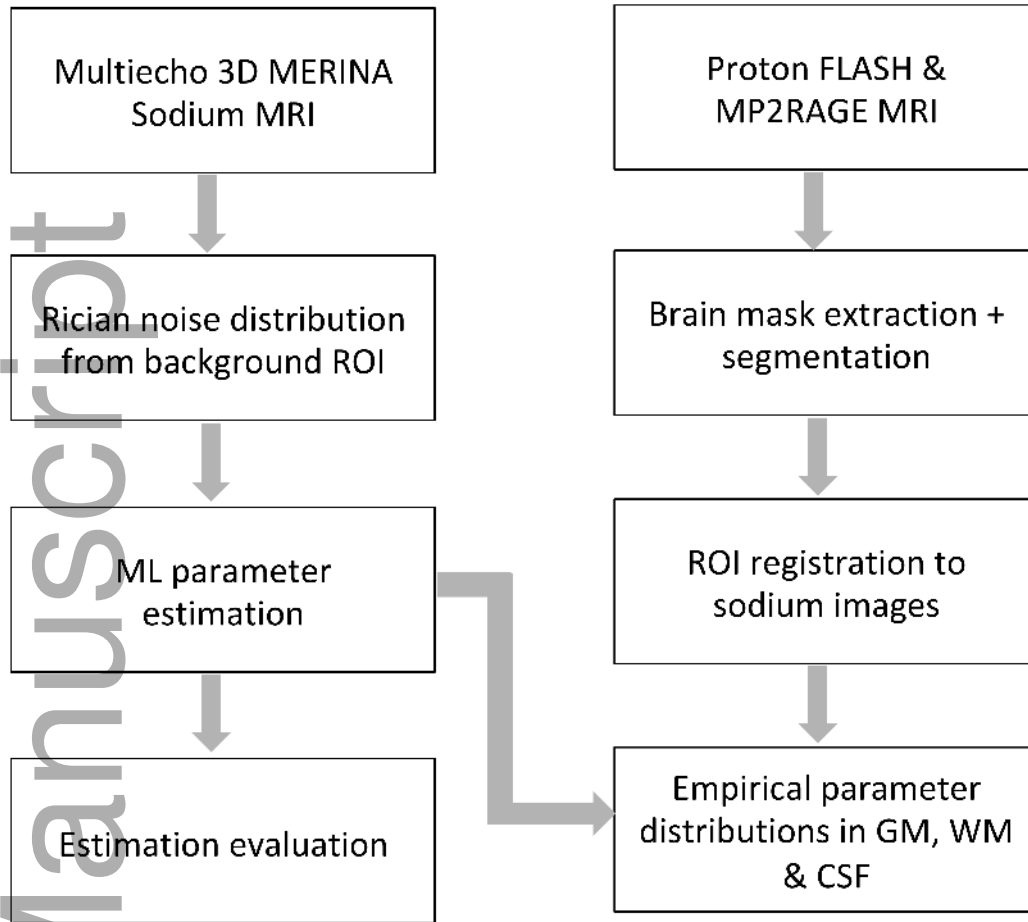 Multiecho 3D MERINA
Sodium MRI
Rician noise distribution
from background ROI
ML parameter
estimation
Estimation evaluation
Proton FLASH &
MP2RAGE MRI
Brain mask extraction +
segmentation
ROI registration to
sodium images
Empirical parameter
distributions in GM, WM
& CSF
Manuscript